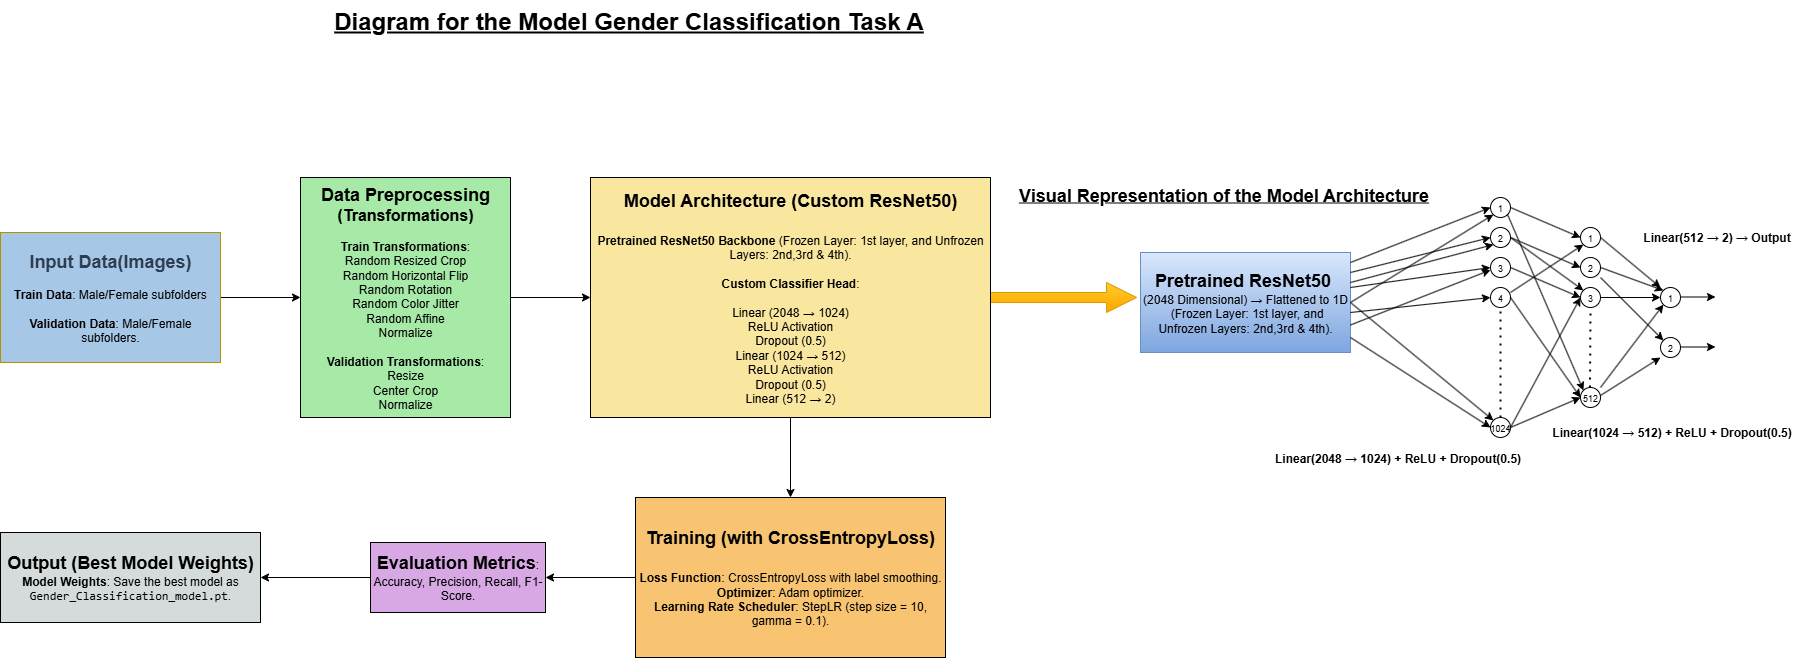 Diagram for the Model Gender Classification Task A
Input Data(Images)
Train Data: Male/Female subfolders
Validation Data: Male/Female
subfolders.
Data Preprocessing
(Transformations)
Train Transformations:
Random Resized Crop
Random Horizontal Flip
Random Rotation
Random Color Jitter
Random Affine
Normalize
Validation Transformations:
Resize
Center Crop
Normalize
Model Architecture (Custom ResNet50)
Pretrained ResNet50 Backbone (Frozen Layer: 1st layer, and Unfrozen
Layers: 2nd,3rd & 4th).
Custom Classifier Head:
Linear (2048 → 1024)
ReLU Activation
Dropout (0.5)
Linear (1024 → 512)
ReLU Activation
Dropout (0.5)
Linear (512 → 2)
Visual Representation of the Model Architecture
Pretrained ResNet50
(2048 Dimensional) → Flattened to 1D
(Frozen Layer: 1st layer, and
Unfrozen Layers: 2nd,3rd & 4th).
1
2
3
4
1024
Linear(2048 → 1024) + ReLU + Dropout(0.5)
1
2
3
512
Linear(1024 → 512) + ReLU + Dropout(0.5)
Linear(512 → 2) → Output
1
2
Training (with CrossEntropyLoss)
Loss Function: CrossEntropyLoss with label smoothing.
Optimizer: Adam optimizer.
Learning Rate Scheduler: StepLR (step size = 10,
gamma = 0.1).
Evaluation Metrics:
Accuracy, Precision, Recall, F1-
Score.
Output (Best Model Weights)
Model Weights: Save the best model as
Gender_Classification_model.pt.